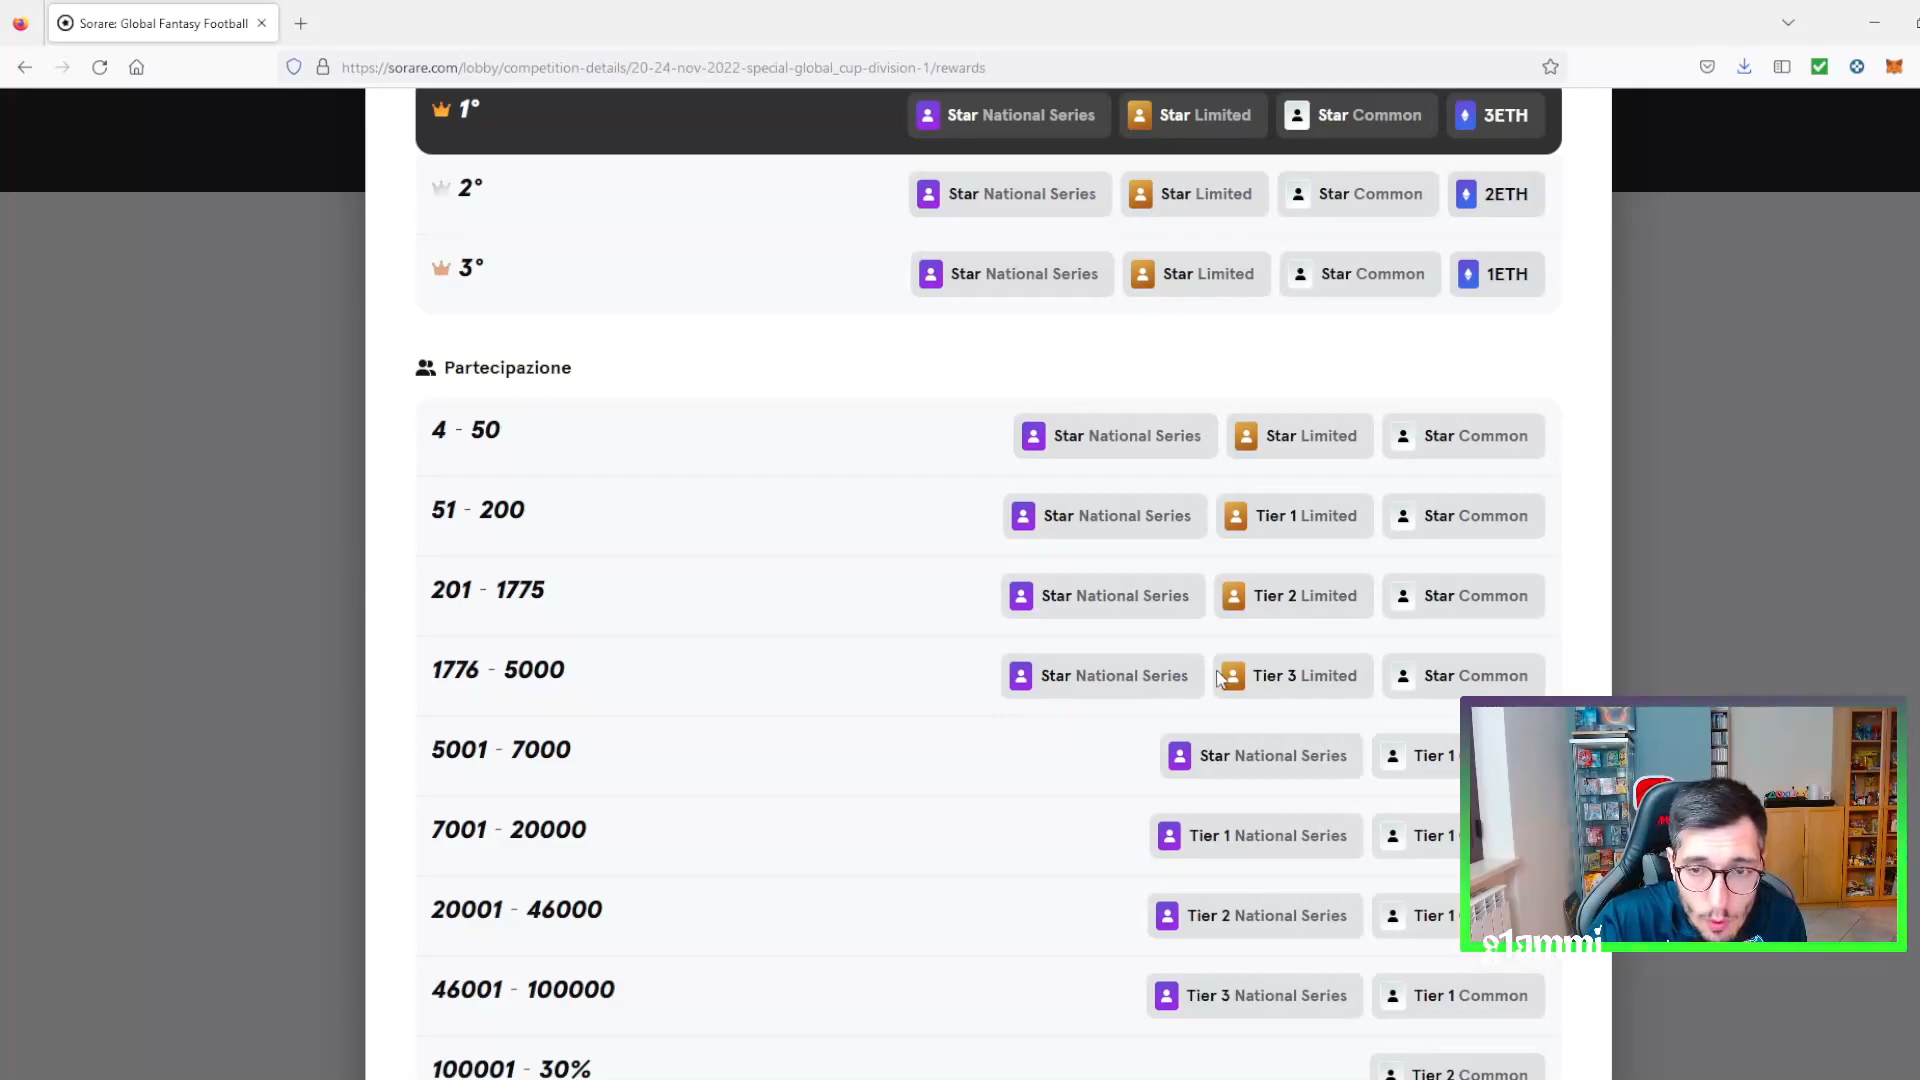 Sorare: Global Fantasy Football
https://sorare.com/lobby/competition-details/20-24-nov-2022-special-global_cup-division-1/rewards
1° Star National Series Star Limited Star Common 3ETH
2° Star National Series Star Limited Star Common 2ETH
3° Star National Series Star Limited Star Common 1ETH
Partecipazione
4 - 50 Star National Series Star Limited Star Common
51 - 200 Star National Series Tier 1 Limited Star Common
201 - 1775 Star National Series Tier 2 Limited Star Common
1776 - 5000 Star National Series Tier 3 Limited Star Common
5001 - 7000 Star National Series Tier 1
7001 - 20000 Tier 1 National Series Tier 1
20001 - 46000 Tier 2 National Series Tier 1
g1ammi
46001 - 100000 Tier 3 National Series Tier 1 Common
100001 - 30% Tier 2 Common